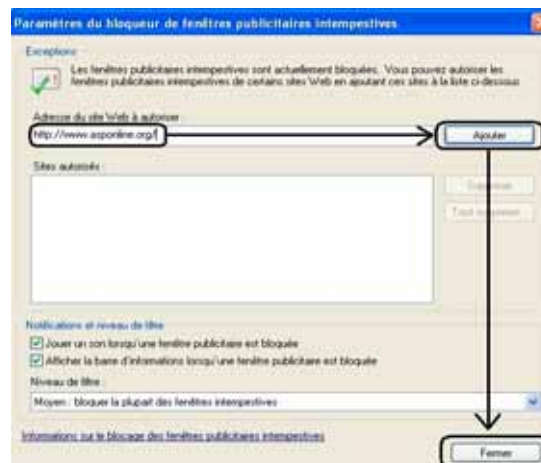 Paramètres du bloqueur de fenêtres publicitaires intempestives
Exceptions
Les fenêtres publicitaires intempestives sont actuellement bloquées. Vous pouvez autoriser les
fenêtres publicitaires intempestives de certains sites Web en ajoutant ces sites à la liste ci-dessous
Adresse du site Web à autoriser :
http://www.asponline.org/
Ajouter
Sites autorisés :
Supprimer
Tout supprimer
Notifications et niveau de filtre
Jouer un son lorsqu'une fenêtre publicitaire est bloquée
Afficher la barre d'informations lorsqu'une fenêtre publicitaire est bloquée
Niveau de filtre :
Moyen : bloquer la plupart des fenêtres intempestives
Informations sur le blocage des fenêtres publicitaires intempestives
Fermer